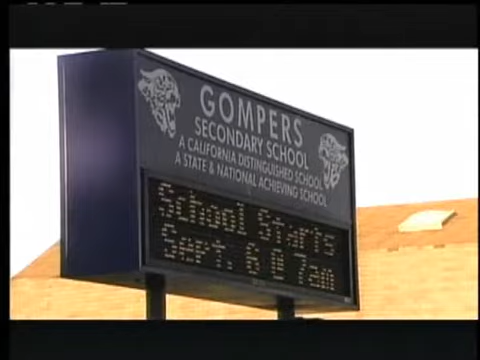 GOMPERS
SECONDARY SCHOOL
A CALIFORNIA DISTINGUISHED SCHOOL
A STATE & NATIONAL ACHIEVING SCHOOL
School Starts
Sept. 6 @ 7am